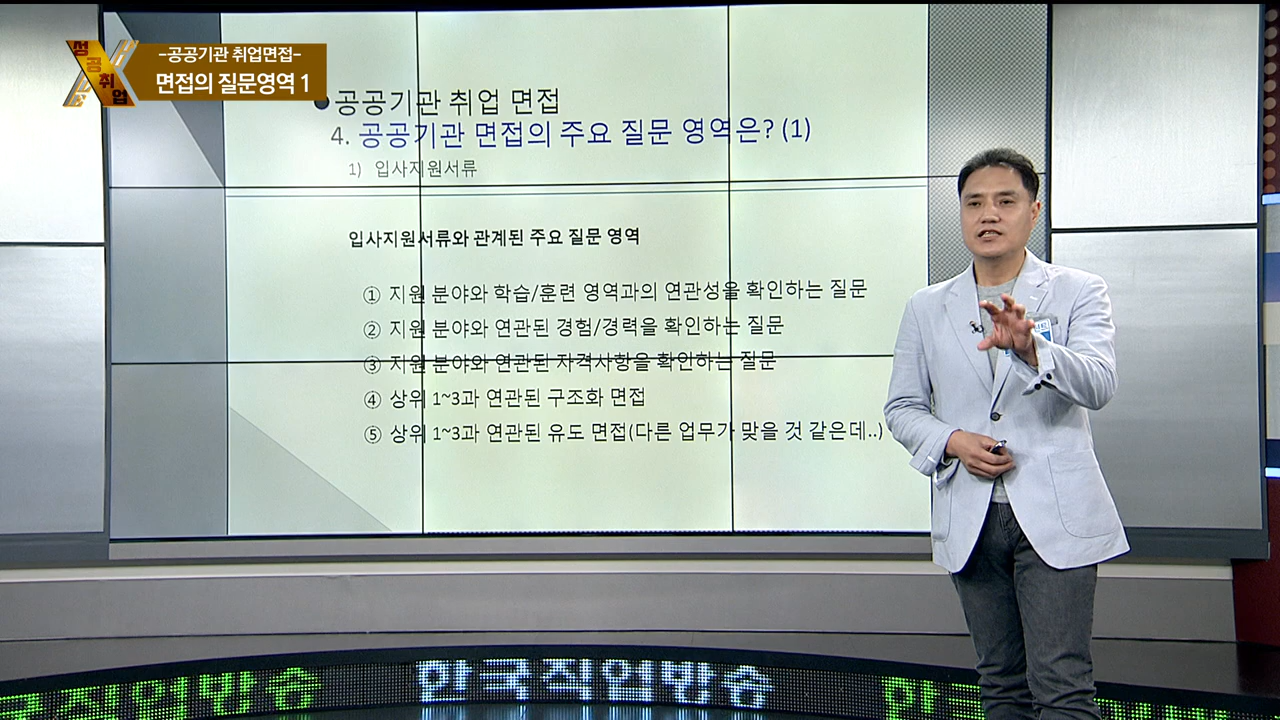 성공취업
-공공기관 취업면접-
면접의 질문영역 1
●공공기관 취업 면접
4. 공공기관 면접의 주요 질문 영역은? (1)
1) 입사지원서류
입사지원서류와 관계된 주요 질문 영역
① 지원 분야와 학습/훈련 영역과의 연관성을 확인하는 질문
② 지원 분야와 연관된 경험/경력을 확인하는 질문
③ 지원 분야와 연관된 자격사항을 확인하는 질문
④ 상위 1~3과 연관된 구조화 면접
⑤ 상위 1~3과 연관된 유도 면접(다른 업무가 맞을 것 같은데..)
국직업방송 한국직업방송 한국